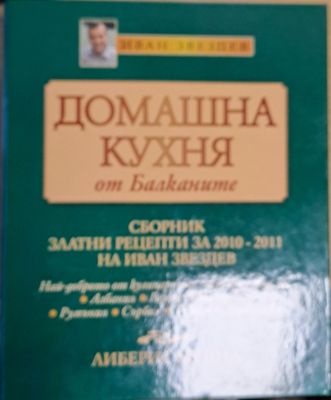 ИВАН ЗВЕЗДЕВ
ДОМАШНА
КУХНЯ
от Балканите
СБОРНИК
ЗЛАТНИ РЕЦЕПТИ ЗА 2010 - 2011
НА ИВАН ЗВЕЗДЕВ
Най-доброто от
• Албания •
• Румъния • Сърбия •